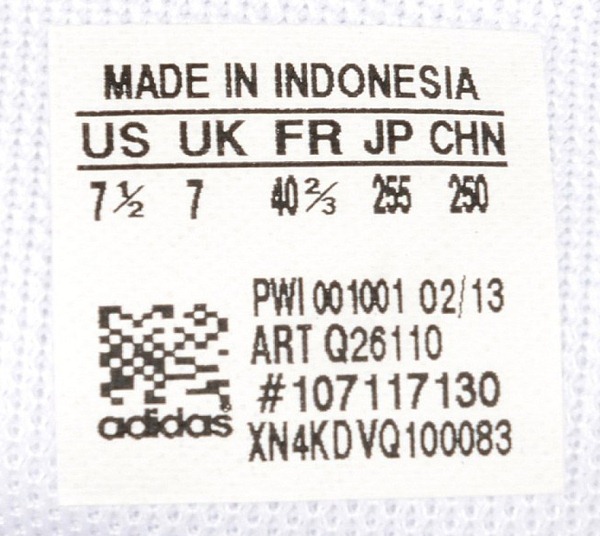 MADE IN INDONESIA
US UK FR JP CHN
7½ 7 40⅔ 255 250
PWI 001001 02/13
ART Q26110
#107117130
adidas
XN4KDVQ100083